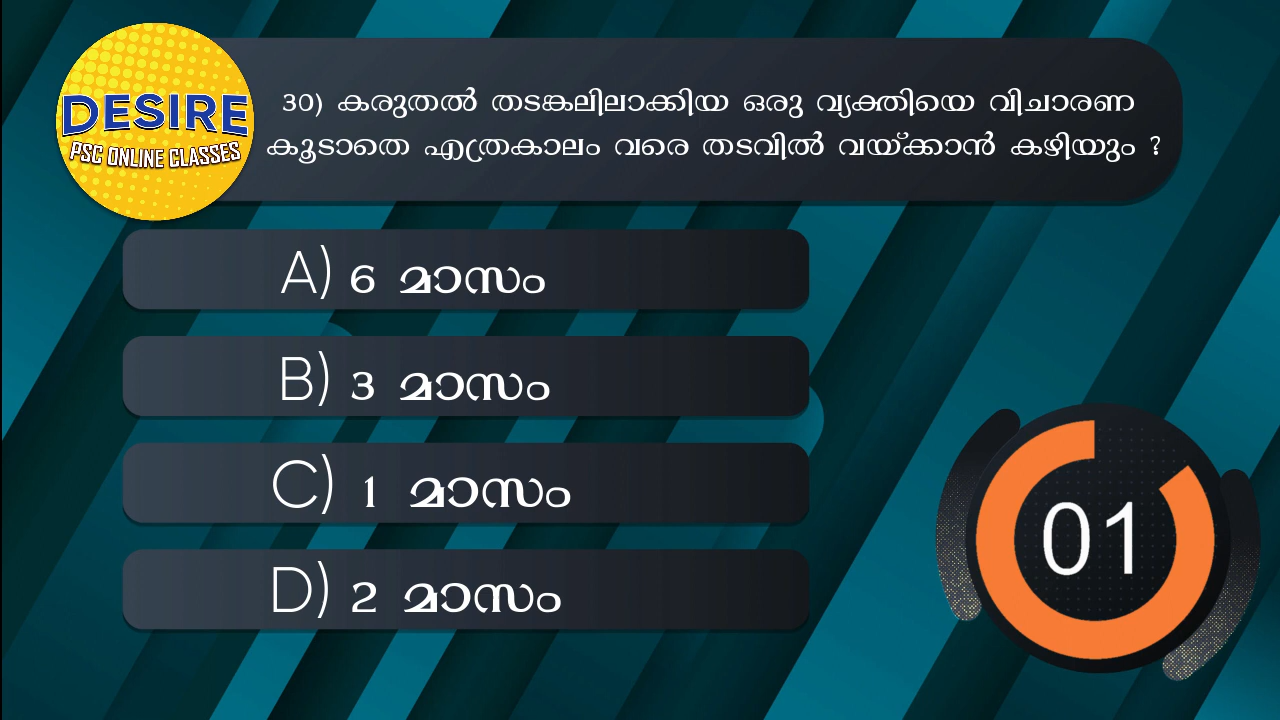 DESIRE
PSC ONLINE CLASSES
30) കരുതൽ തടങ്കലിലാക്കിയ ഒരു വ്യക്തിയെ വിചാരണ
കൂടാതെ എത്രകാലം വരെ തടവിൽ വയ്ക്കാൻ കഴിയും ?
A) 6 മാസം
B) 3 മാസം
C) 1 മാസം
D) 2 മാസം
01